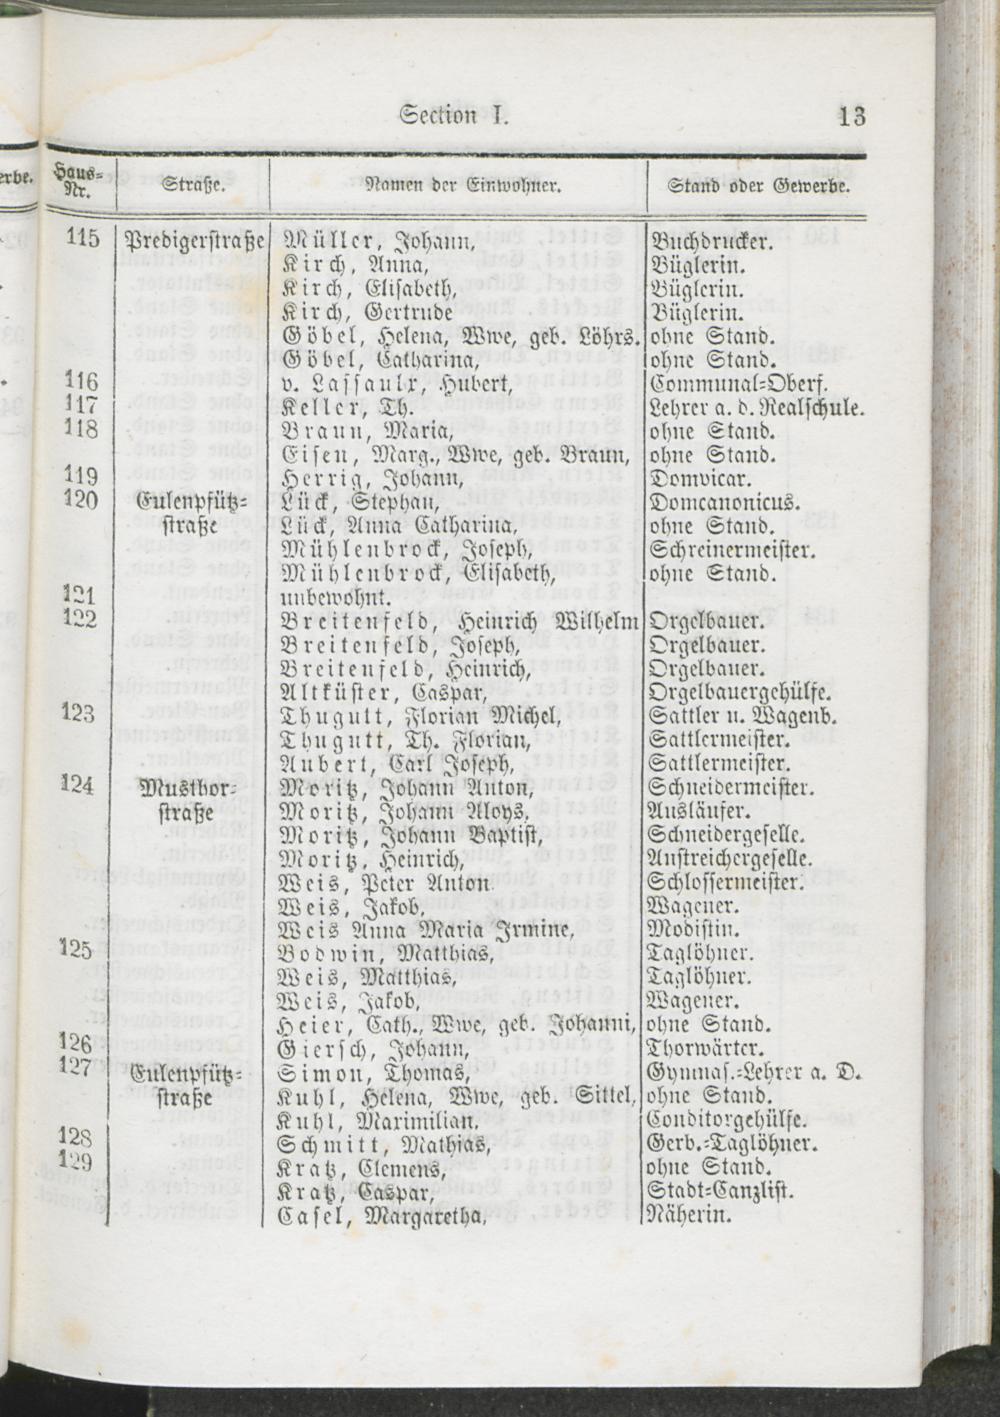 Section I. 13
Haus-Nr. Straße. Namen der Einwohner. Stand oder Gewerbe.
115 Predigerstraße Müller, Johann, Buchdrucker.
Kirch, Anna, Büglerin.
Kirch, Elisabeth, Büglerin.
Kirch, Gertrude Büglerin.
Göbel, Helena, Wwe, geb. Löhrs. ohne Stand.
Göbel, Catharina, ohne Stand.
116 v. Lassaulx, Hubert, Communal-Oberf.
117 Keller, Th. Lehrer a. d. Realschule.
118 Braun, Maria, ohne Stand.
Eisen, Marg., Wwe, geb. Braun, ohne Stand.
119 Herrig, Johann, Domvicar.
120 Eulenpfütz- Lück, Stephan, Domcanonicus.
straße Lück, Anna Catharina, ohne Stand.
Mühlenbrock, Joseph, Schreinermeister.
Mühlenbrock, Elisabeth, ohne Stand.
121 unbewohnt.
122 Breitenfeld, Heinrich Wilhelm Orgelbauer.
Breitenfeld, Joseph, Orgelbauer.
Breitenfeld, Heinrich, Orgelbauer.
Altküster, Caspar, Orgelbauergehülfe.
123 Thugutt, Florian Michel, Sattler u. Wagenb.
Thugutt, Th. Florian, Sattlermeister.
Aubert, Carl Joseph, Sattlermeister.
124 Musthor- Moritz, Johann Anton, Schneidermeister.
straße Moritz, Johann Aloys, Ausläufer.
Moritz, Johann Baptist, Schneidergeselle.
Moritz, Heinrich, Anstreichergeselle.
Weis, Peter Anton Schlossermeister.
Weis, Jakob, Wagener.
Weis Anna Maria Irmine, Modistin.
125 Bodwin, Matthias, Taglöhner.
Weis, Matthias, Taglöhner.
Weis, Jakob, Wagener.
Heier, Cath., Wwe, geb. Johanni, ohne Stand.
126 Giersch, Johann, Thorwärter.
127 Eulenpfütz- Simon, Thomas, Gymnas.-Lehrer a. D.
straße Kuhl, Helena, Wwe, geb. Sittel, ohne Stand.
Kuhl, Maximilian, Conditorgehülfe.
128 Schmitt, Mathias, Gerb.-Taglöhner.
129 Kratz, Clemens, ohne Stand.
Kratz, Caspar, Stadt-Canzlist.
Casel, Margaretha, Näherin.